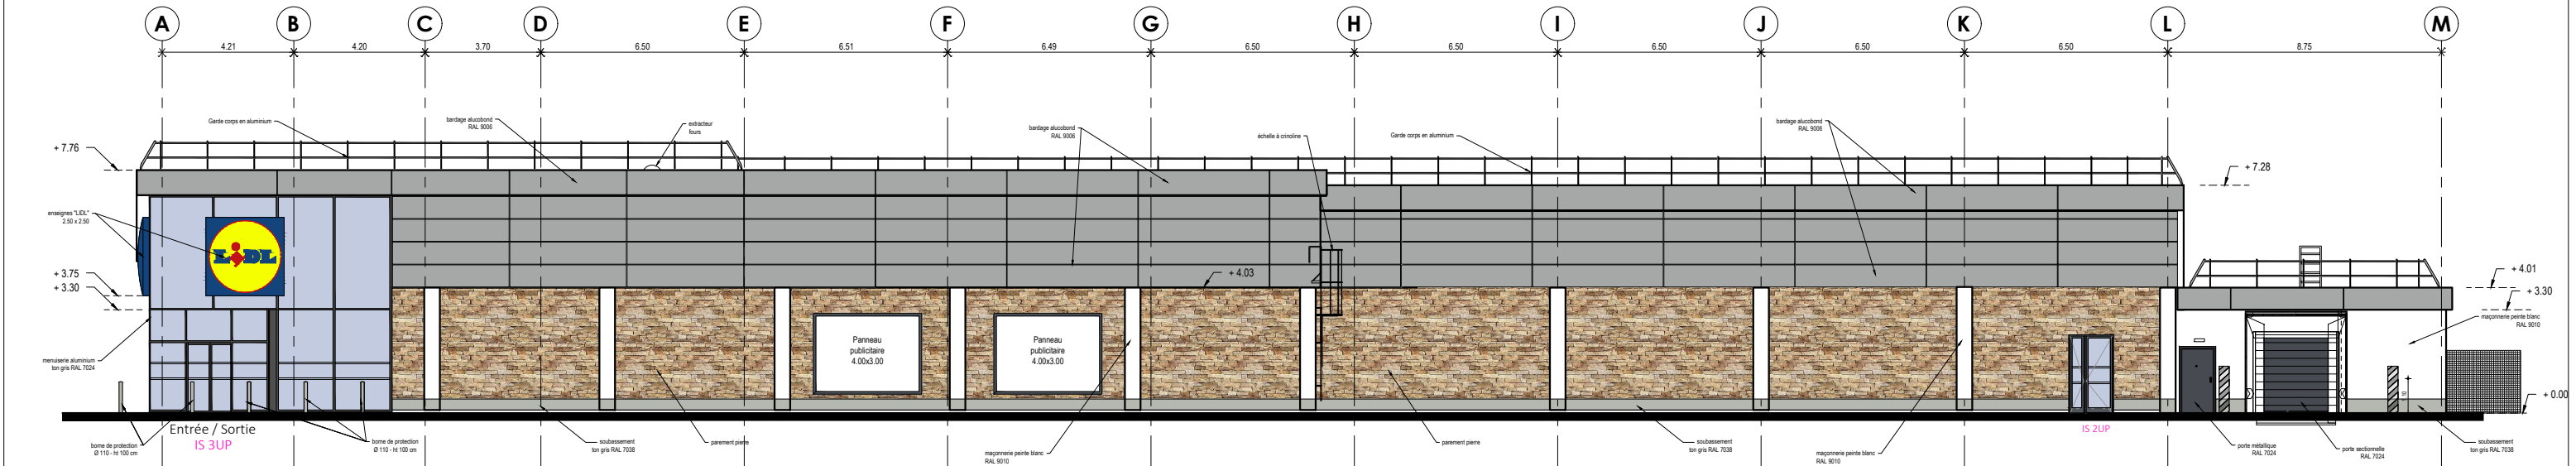 A B C D E F G H I J K L M
4.21 4.20 3.70 6.50 6.51 6.49 6.50 6.50 6.50 6.50 6.50 8.75
Garde corps en aluminium
bardage alucobond
RAL 9006
extracteur
fours
bardage alucobond
RAL 9006
échelle à crinoline
Garde corps en aluminium
bardage alucobond
RAL 9006
+ 7.76
+ 7.28
enseignes "LIDL"
2.50 x 2.50
LIDL
+ 3.75
+ 3.30
+ 4.03
+ 4.01
+ 3.30
maçonnerie peinte blanc
RAL 9010
menuiserie aluminium
ton gris RAL 7024
Panneau
publicitaire
4.00x3.00
Panneau
publicitaire
4.00x3.00
+ 0.00
Entrée / Sortie
IS 3UP
IS 2UP
borne de protection
Ø 110 - ht 100 cm
borne de protection
Ø 110 - ht 100 cm
soubassement
ton gris RAL 7038
parement pierre
maçonnerie peinte blanc
RAL 9010
parement pierre
soubassement
ton gris RAL 7038
maçonnerie peinte blanc
RAL 9010
porte métallique
RAL 7024
porte sectionnelle
RAL 7024
soubassement
ton gris RAL 7038